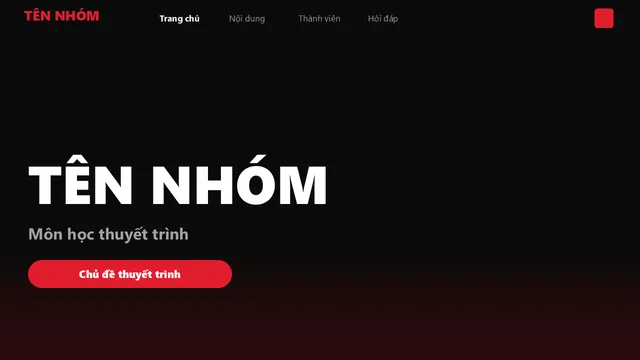 TÊN NHÓM
Trang chủ Nội dung Thành viên Hỏi đáp
TÊN NHÓM
Môn học thuyết trình
Chủ đề thuyết trình